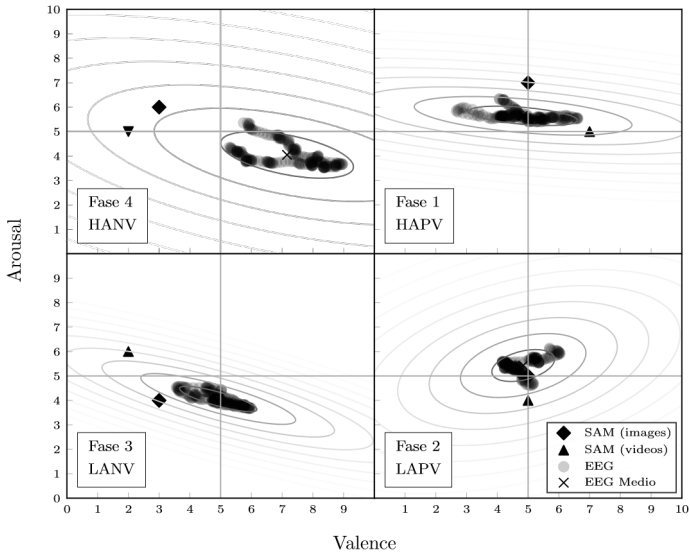 10
9
8
7
6
5
4
3
2
1
Fase 4
HANV
Fase 1
HAPV
Arousal
9
8
7
6
5
4
3
2
1
0
Fase 3
LANV
Fase 2
LAPV
SAM (images)
SAM (videos)
EEG
EEG Medio
0 1 2 3 4 5 6 7 8 9 1 2 3 4 5 6 7 8 9 10
Valence